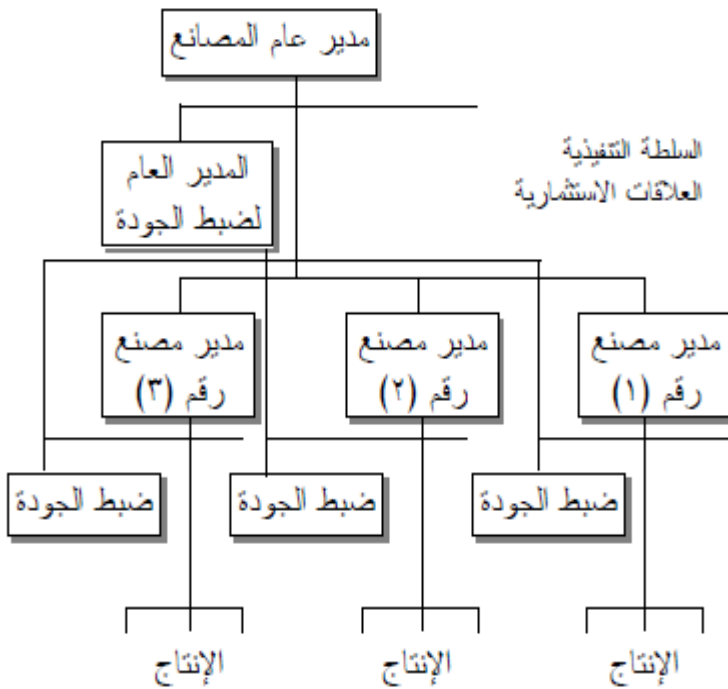 مدير عام المصانع
السلطة التنفيذية
العلاقات الاستثمارية
المدير العام
لضبط الجودة
مدير مصنع
رقم (١)
مدير مصنع
رقم (٢)
مدير مصنع
رقم (٣)
ضبط الجودة
ضبط الجودة
ضبط الجودة
الإنتاج
الإنتاج
الإنتاج